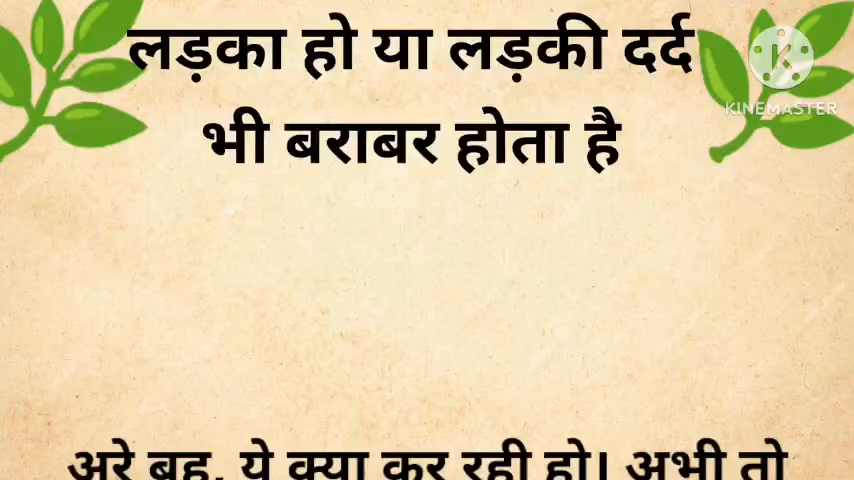 लड़का हो या लड़की दर्द
भी बराबर होता है
KINEMASTER
अरे बहू, ये क्या कर रही हो। अभी तो